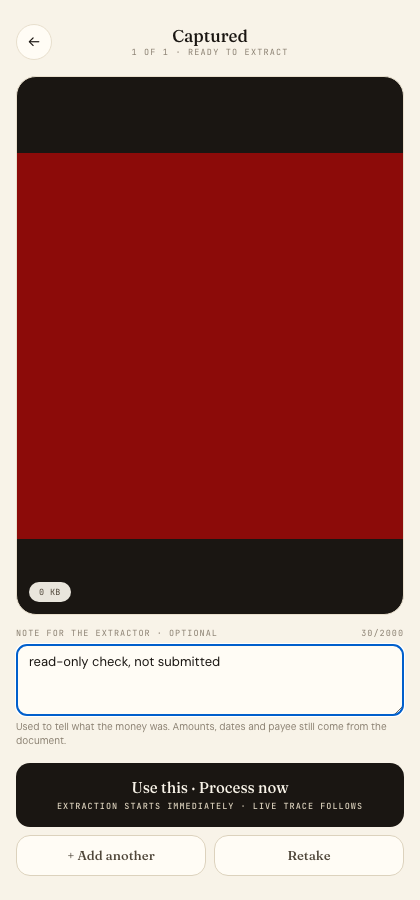 ←
Captured
1 OF 1 · READY TO EXTRACT
0 KB
NOTE FOR THE EXTRACTOR · OPTIONAL
30/2000
read-only check, not submitted
Used to tell what the money was. Amounts, dates and payee still come from the
document.
Use this · Process now
EXTRACTION STARTS IMMEDIATELY · LIVE TRACE FOLLOWS
+ Add another
Retake